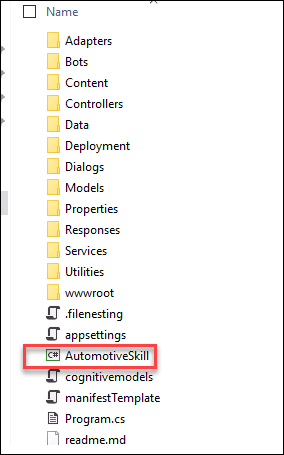 Name
Adapters
Bots
Content
Controllers
Data
Deployment
Dialogs
Models
Properties
Responses
Services
Utilities
wwwroot
.filenesting
appsettings
C# AutomotiveSkill
cognitivemodels
manifestTemplate
Program.cs
readme.md